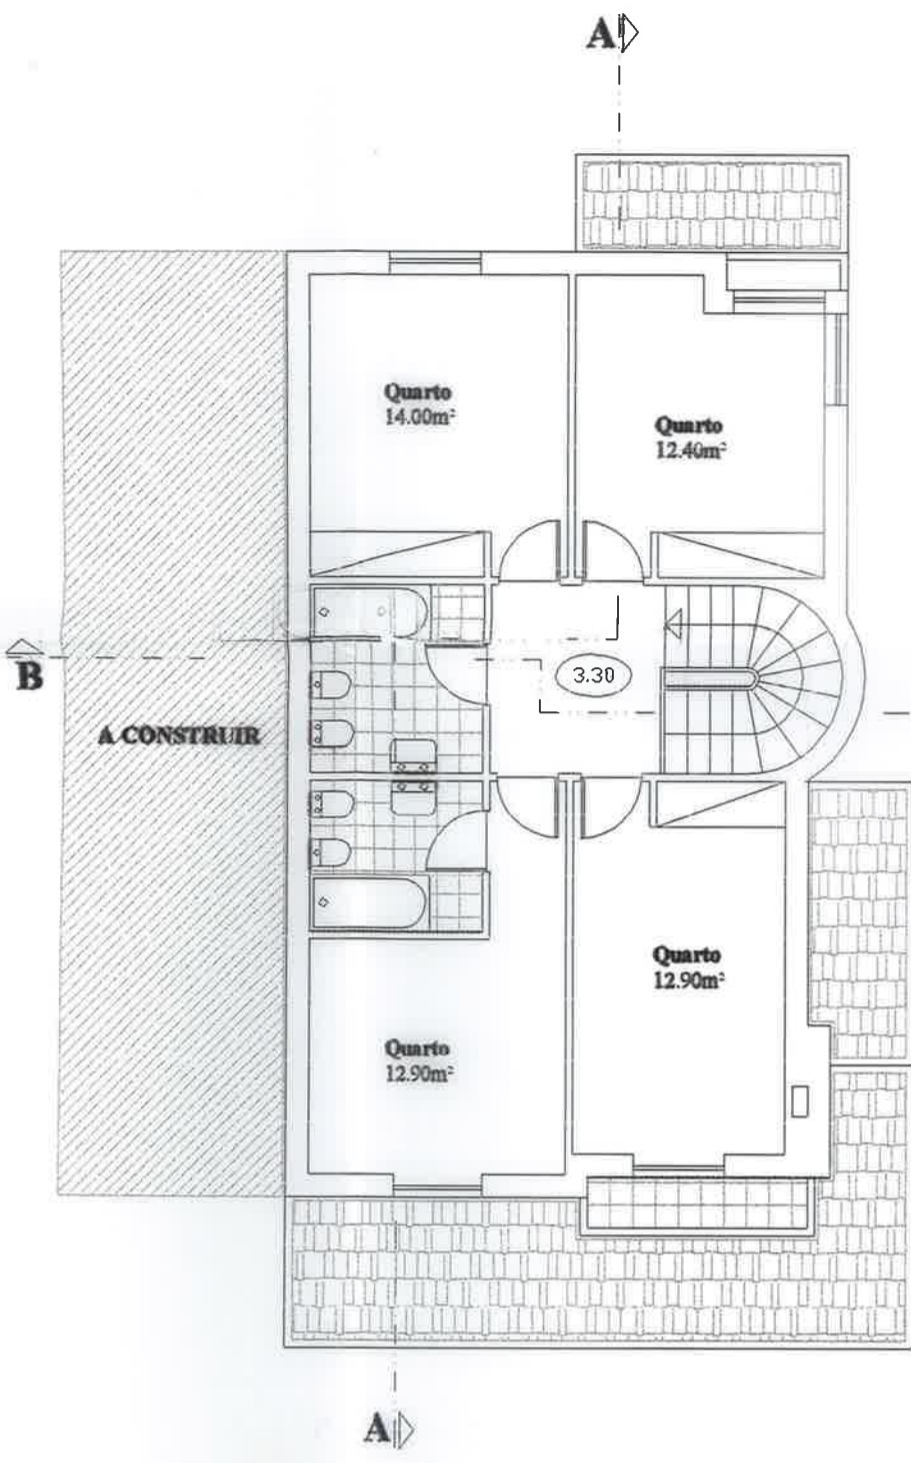 A
Quarto
14.00m²
Quarto
12.40m²
B
3.30
A CONSTRUIR
Quarto
12.90m²
Quarto
12.90m²
A